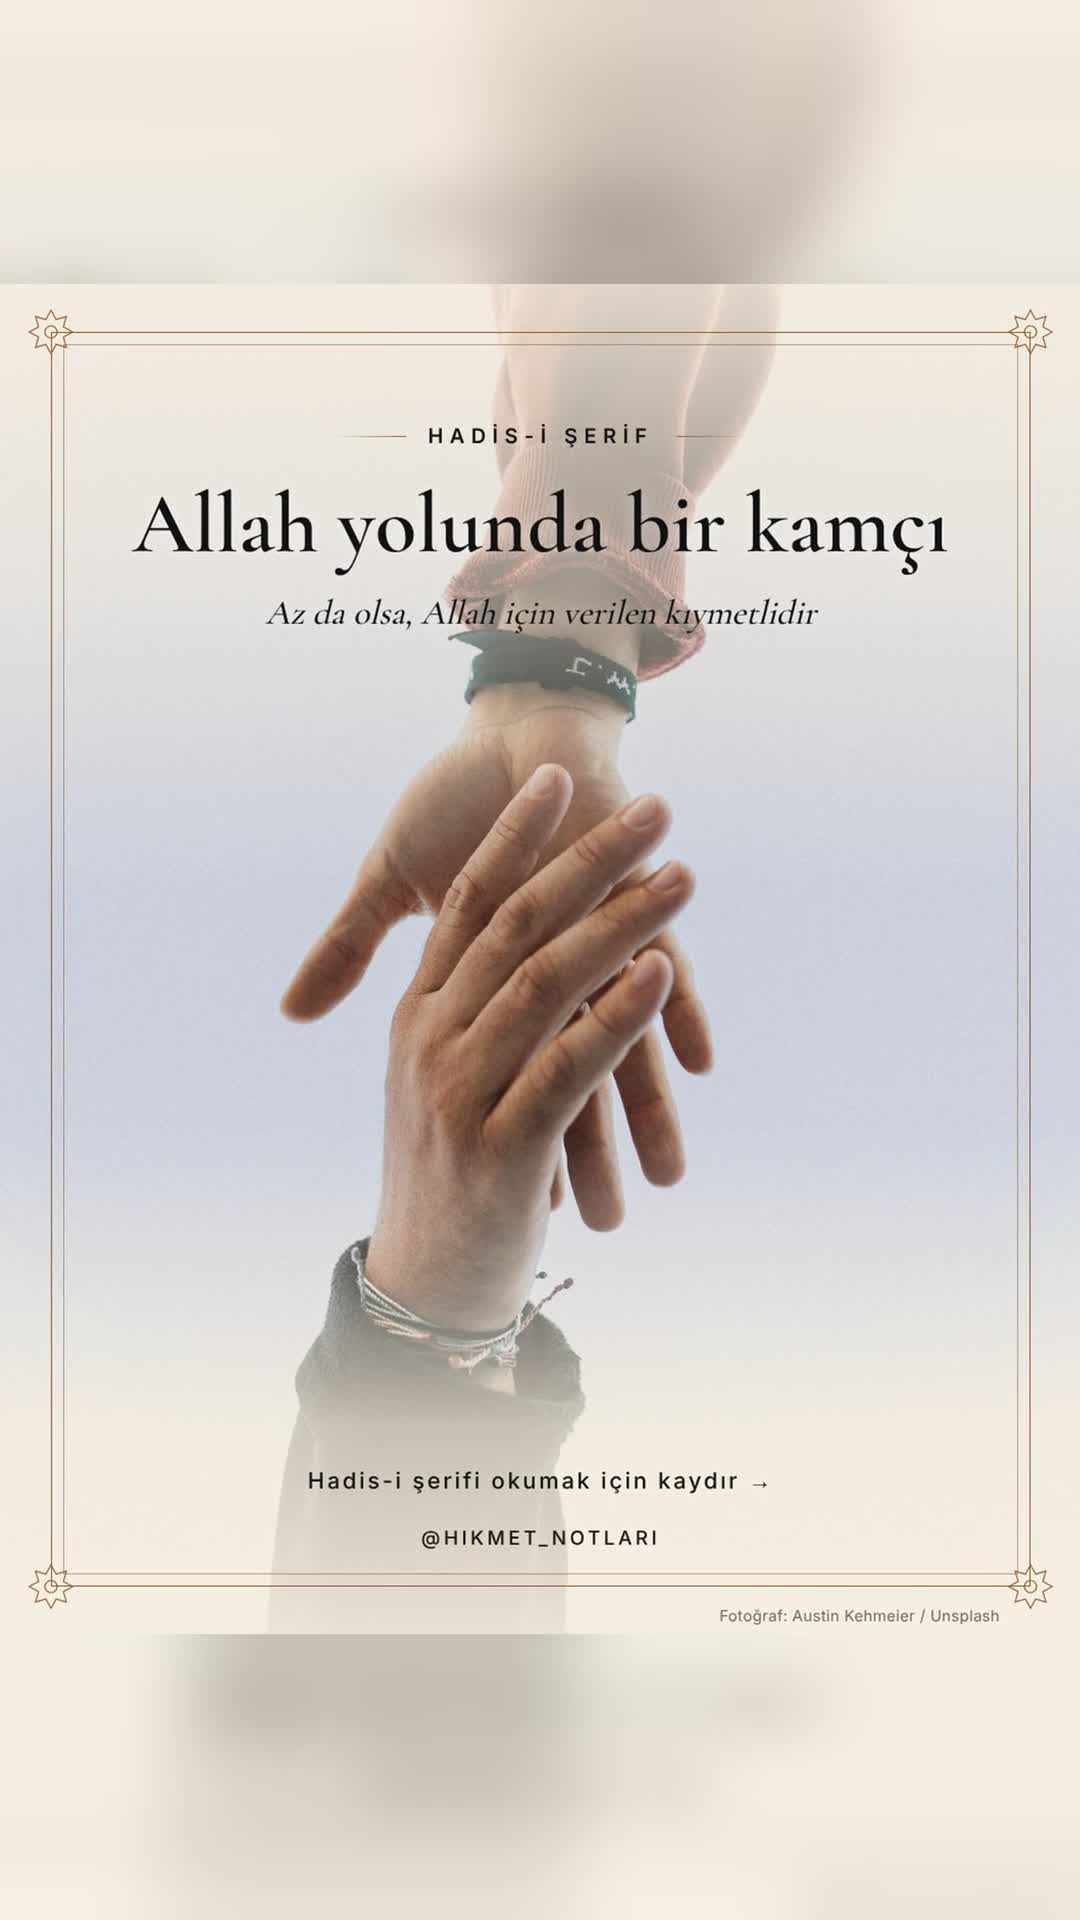 HADİS-İ ŞERİF
Allah yolunda bir kamçı
Az da olsa, Allah için verilen kıymetlidir
Hadis-i şerifi okumak için kaydır →
@HIKMET_NOTLARI
Fotoğraf: Austin Kehmeier / Unsplash